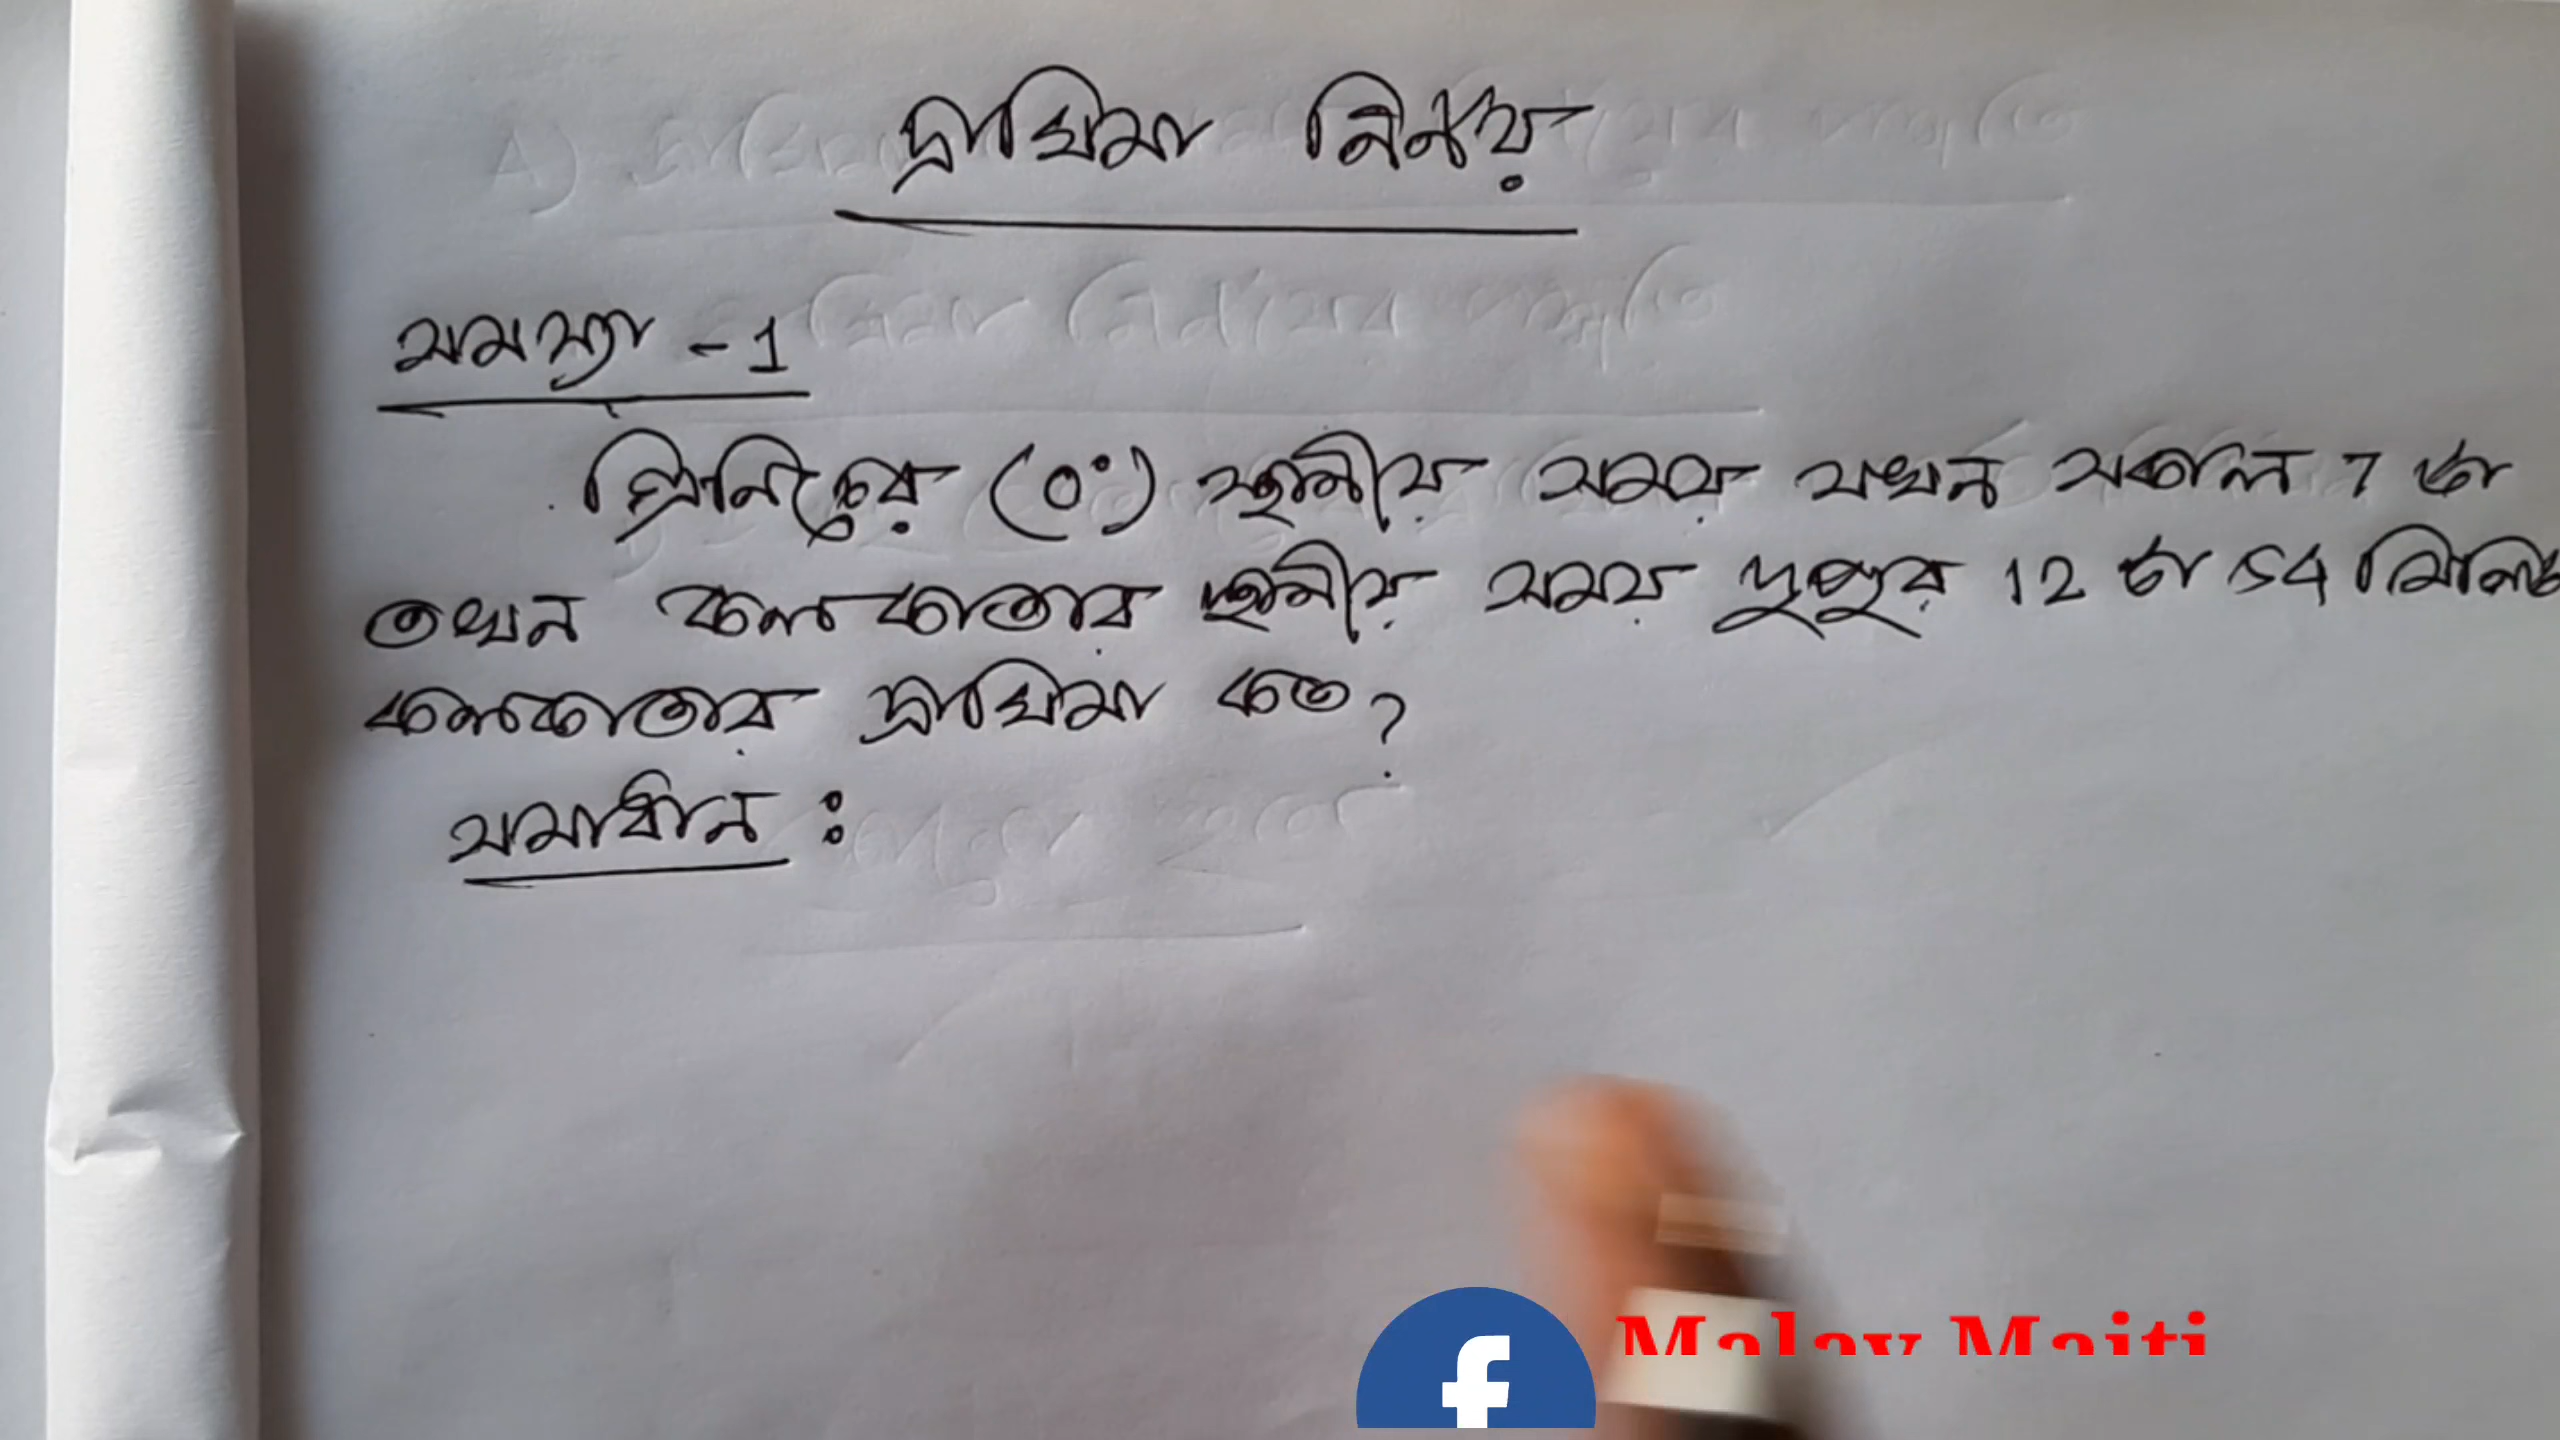 দ্রাঘিমা নির্ণয়
সমস্যা - 1
গ্রিনিচের (0°) স্থানীয় সময় যখন সকাল 7 টা
তখন কলকাতার স্থানীয় সময় দুপুর 12 টা 54 মিনিট
কলকাতার দ্রাঘিমা কত?
সমাধান :
f Malay Maiti